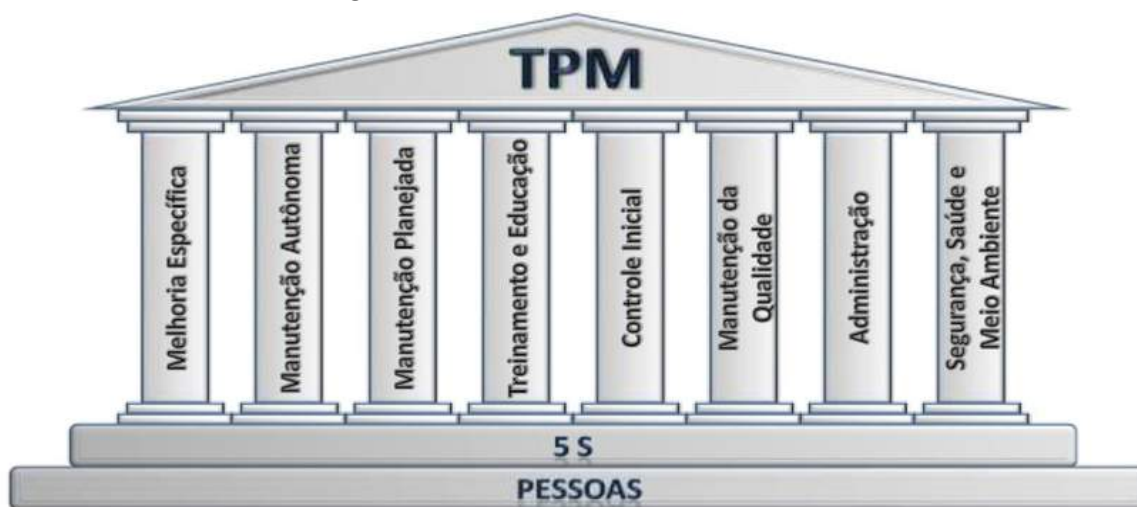 TPM
Melhoria Específica
Manutenção Autônoma
Manutenção Planejada
Treinamento e Educação
Controle Inicial
Manutenção da
Qualidade
Administração
Segurança, Saúde e
Meio Ambiente
5 S
PESSOAS